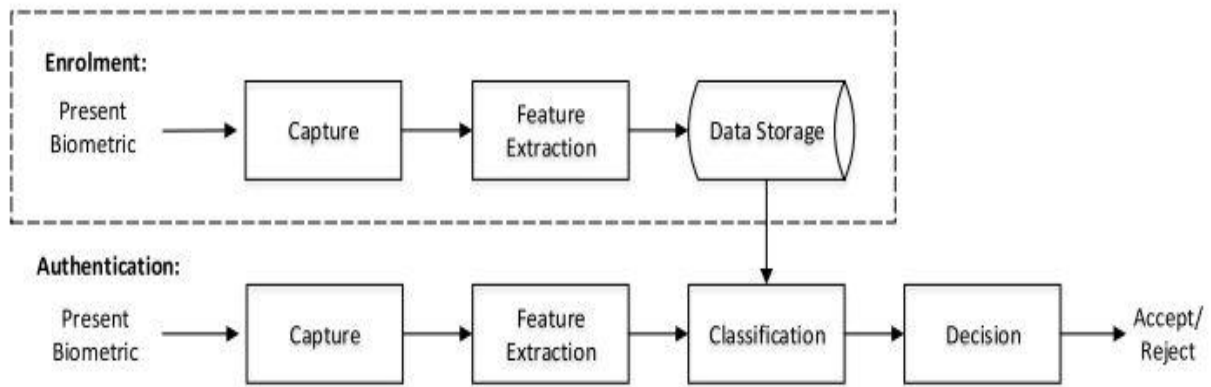 Enrolment:
Present
Biometric
Capture
Feature
Extraction
Data Storage
Authentication:
Present
Biometric
Capture
Feature
Extraction
Classification
Decision
Accept/
Reject